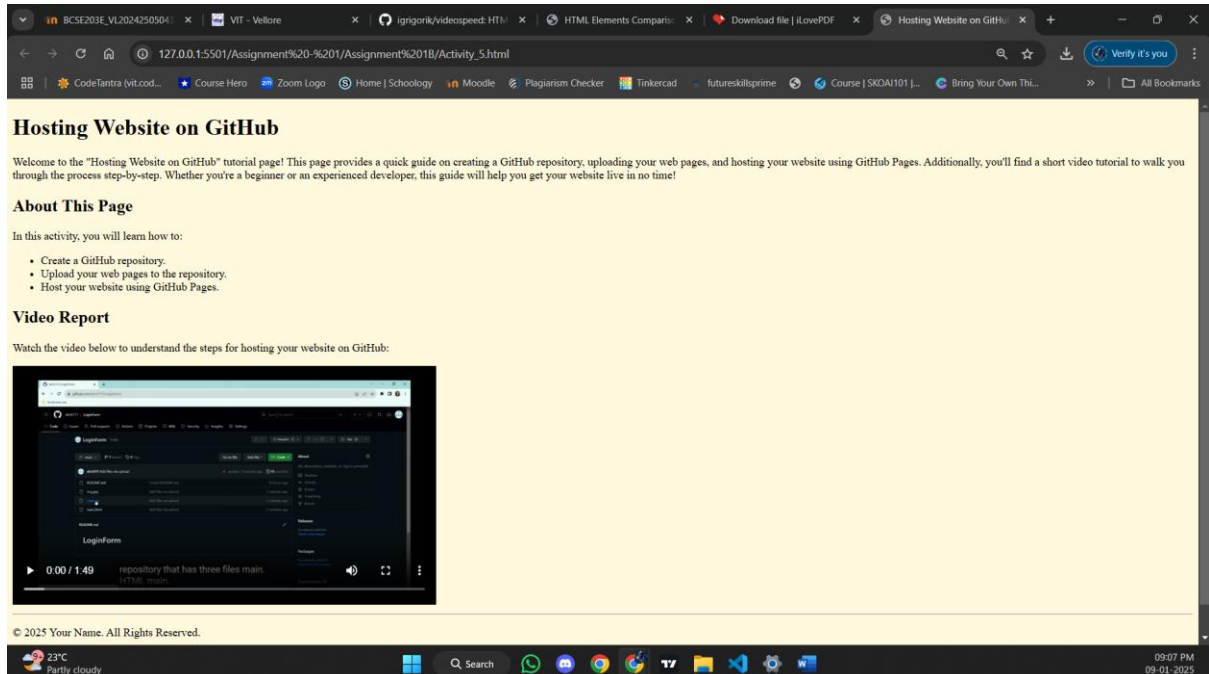 BCSE203E_VL20242505043
VIT - Vellore
igrigorik/videospeed: HTM
HTML Elements Comparisc
Download file | iLovePDF
Hosting Website on GitHu
127.0.0.1:5501/Assignment%20-%201/Assignment%201B/Activity_5.html
Verify it's you
CodeTantra (vit.cod...
Course Hero
Zoom Logo
Home | Schoology
Moodle
Plagiarism Checker
Tinkercad
futureskillsprime
Course | SKOAI101 |...
Bring Your Own Thi...
All Bookmarks
Hosting Website on GitHub
Welcome to the "Hosting Website on GitHub" tutorial page! This page provides a quick guide on creating a GitHub repository, uploading your web pages, and hosting your website using GitHub Pages. Additionally, you'll find a short video tutorial to walk you
through the process step-by-step. Whether you're a beginner or an experienced developer, this guide will help you get your website live in no time!
About This Page
In this activity, you will learn how to:
• Create a GitHub repository.
• Upload your web pages to the repository.
• Host your website using GitHub Pages.
Video Report
Watch the video below to understand the steps for hosting your website on GitHub:
LoginForm
README.md
LoginForm
0:00 / 1:49
repository that has three files main.
HTML main.
© 2025 Your Name. All Rights Reserved.
23°C
Partly cloudy
Search
09:07 PM
09-01-2025